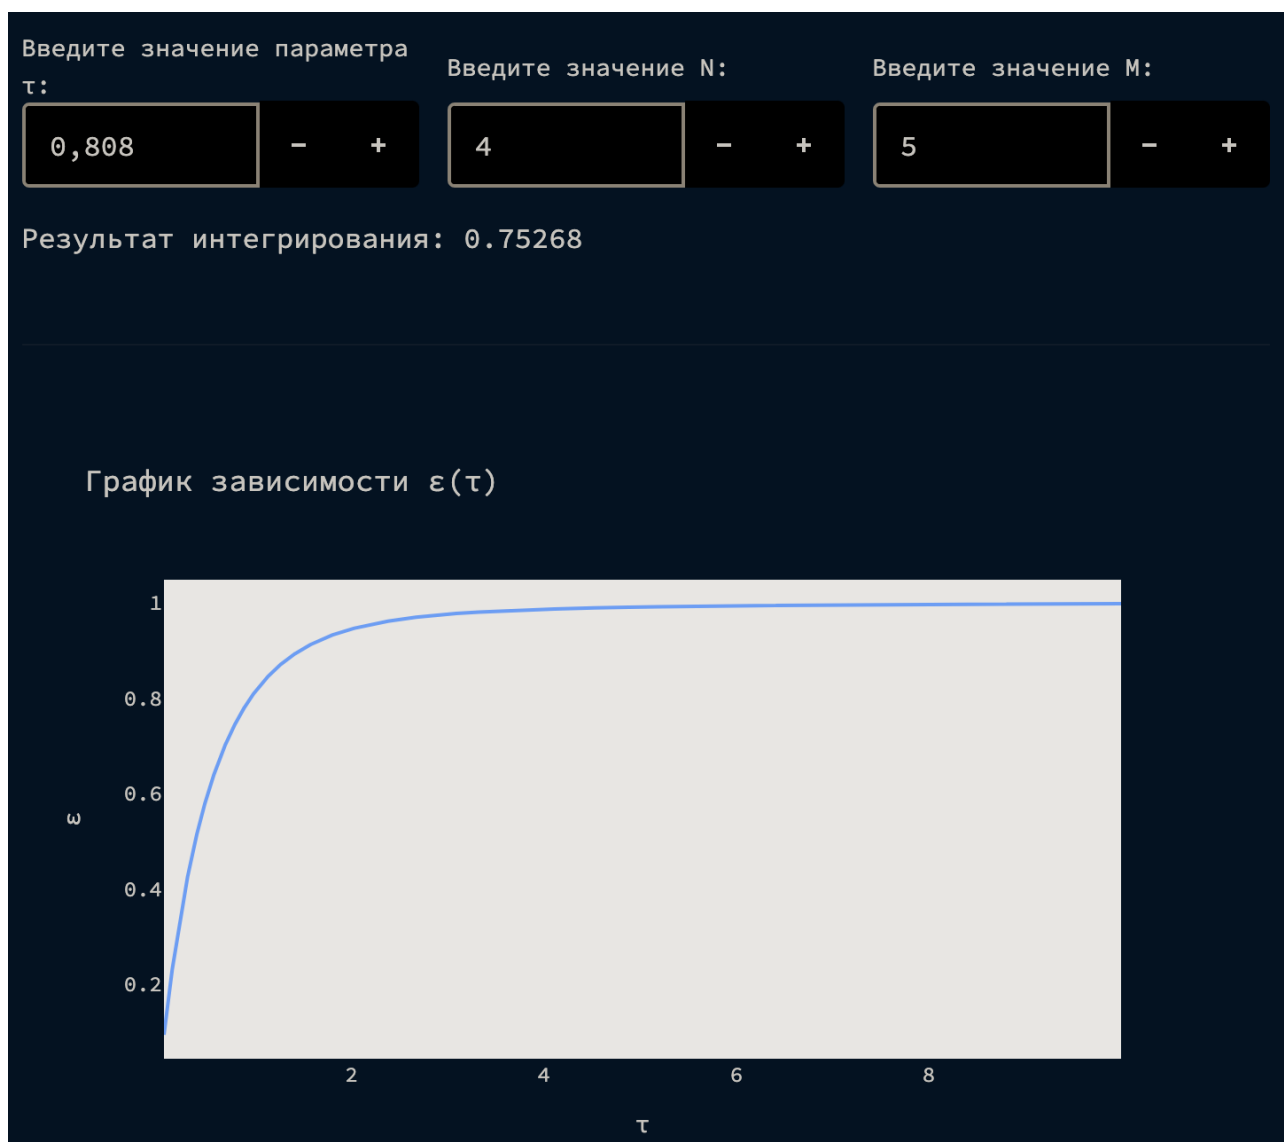 Введите значение параметра
τ:
Введите значение N:
Введите значение M:
0,808
− +
4
− +
5
− +
Результат интегрирования: 0.75268
График зависимости ε(τ)
1
0.8
0.6
0.4
0.2
ε
2 4 6 8
τ